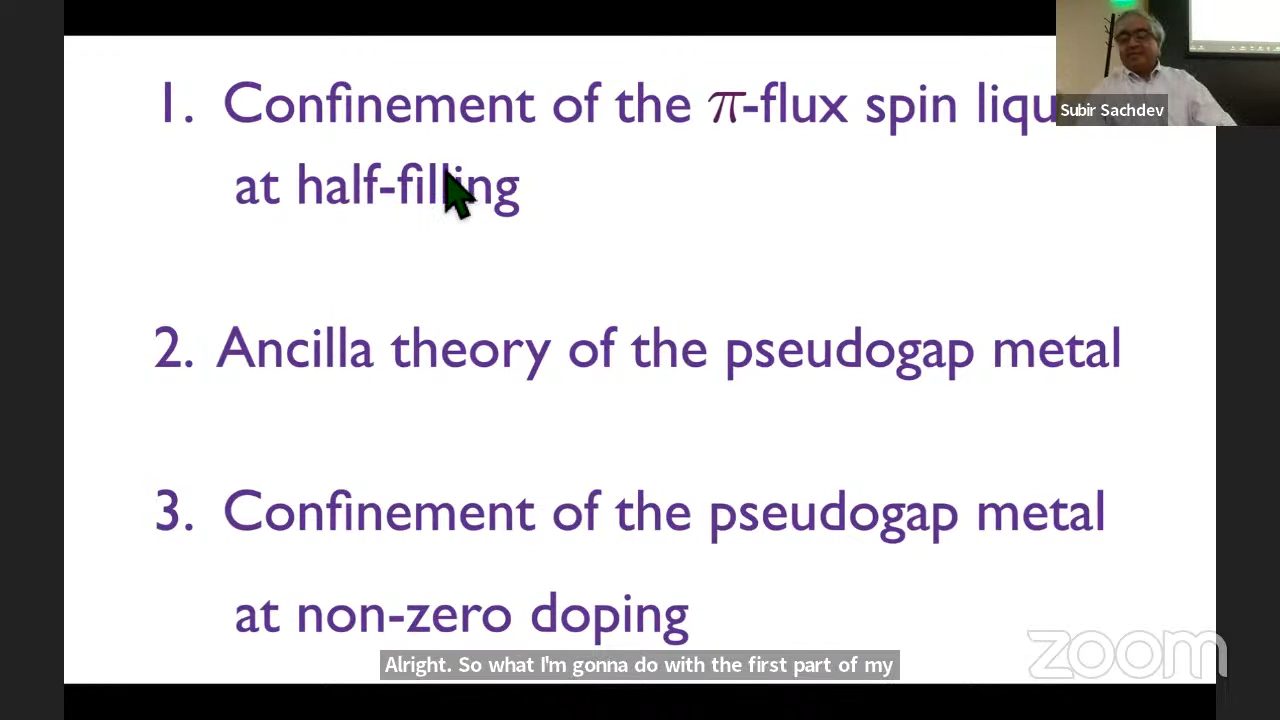 1. Confinement of the π-flux spin liqu
at half-filling
Subir Sachdev
2. Ancilla theory of the pseudogap metal
3. Confinement of the pseudogap metal
at non-zero doping
Alright. So what I'm gonna do with the first part of my
zoom